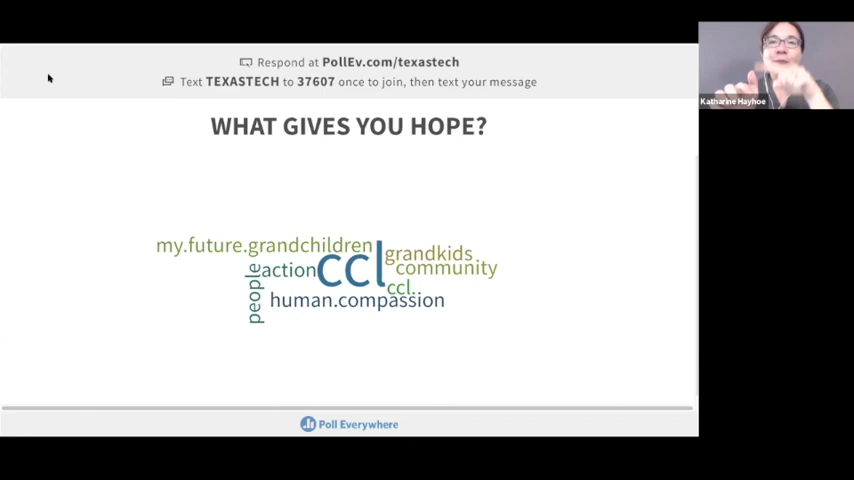 Respond at PollEv.com/texastech
Text TEXASTECH to 37607 once to join, then text your message
Katharine Hayhoe
WHAT GIVES YOU HOPE?
my.future.grandchildren
grandkids
people
action
ccl
community
ccl..
human.compassion
Poll Everywhere